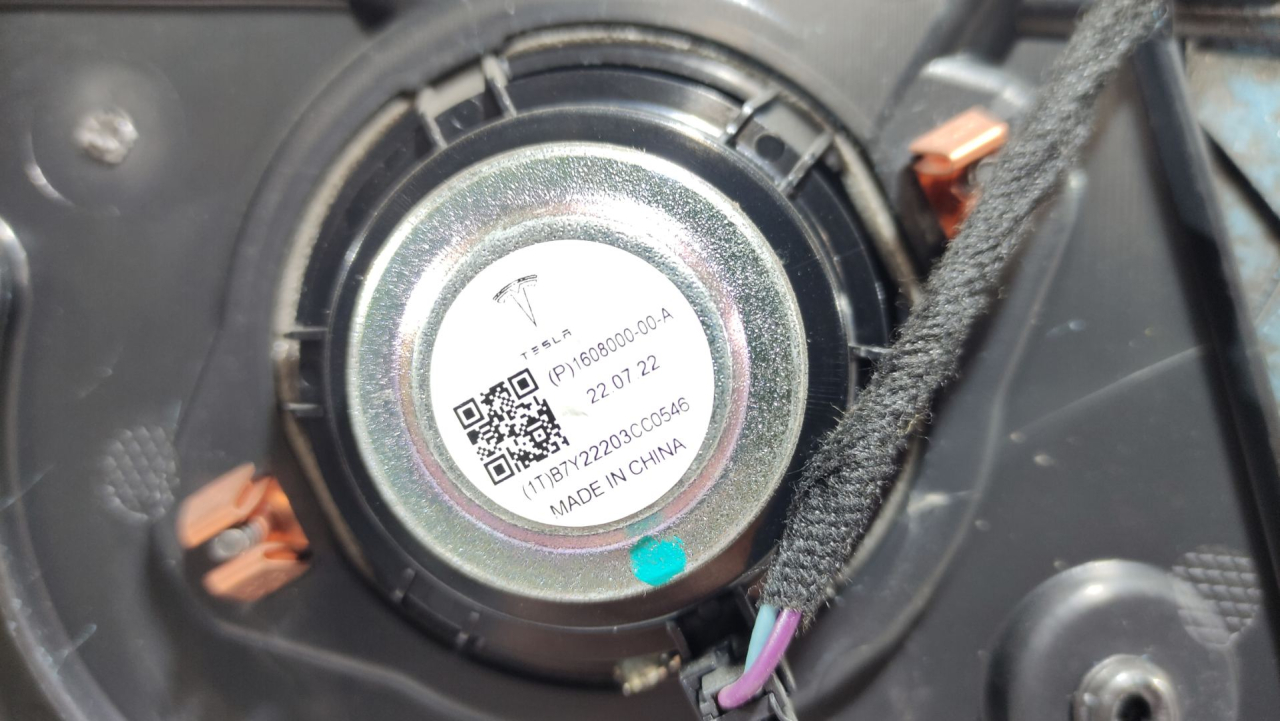 TESLA
(P)1608000-00-A
22.07.22
(1T)B7Y22203CC0546
MADE IN CHINA